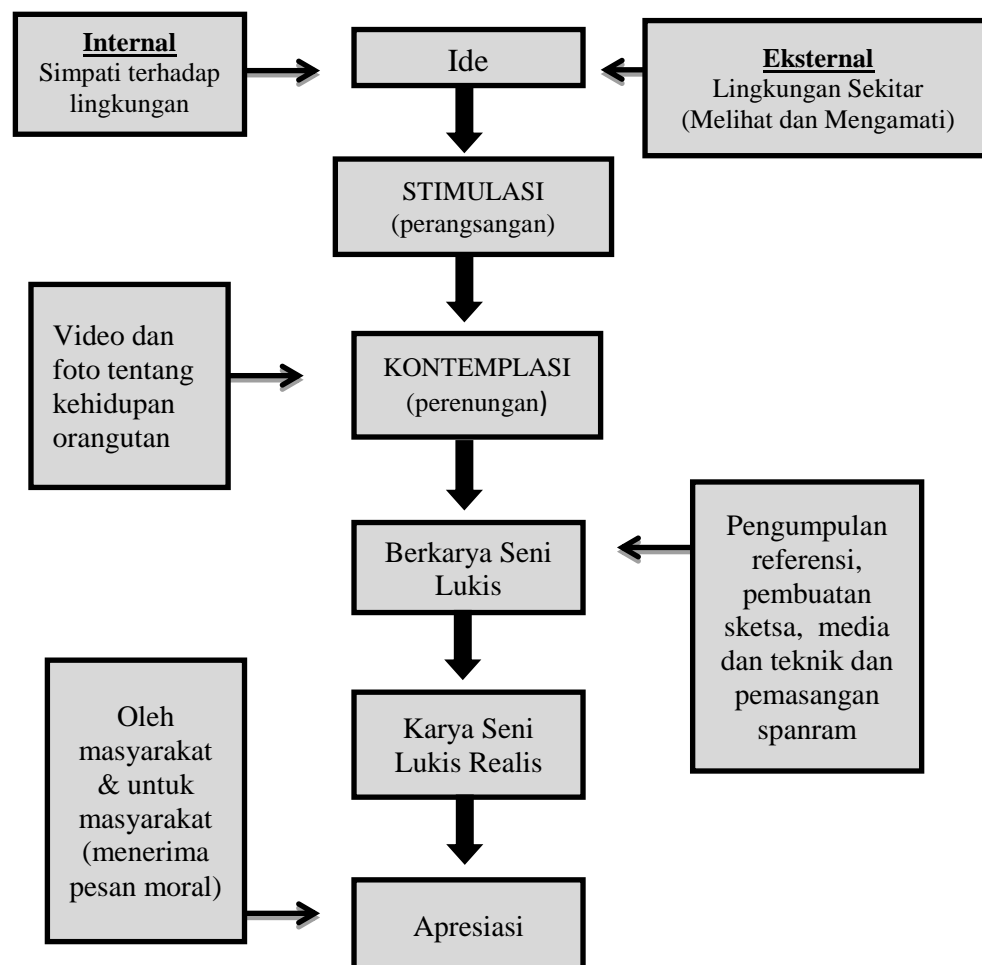 Internal
Simpati terhadap
lingkungan
Ide
Eksternal
Lingkungan Sekitar
(Melihat dan Mengamati)
STIMULASI
(perangsangan)
Video dan
foto tentang
kehidupan
orangutan
KONTEMPLASI
(perenungan)
Berkarya Seni
Lukis
Pengumpulan
referensi,
pembuatan
sketsa, media
dan teknik dan
pemasangan
spanram
Oleh
masyarakat
& untuk
masyarakat
(menerima
pesan moral)
Karya Seni
Lukis Realis
Apresiasi